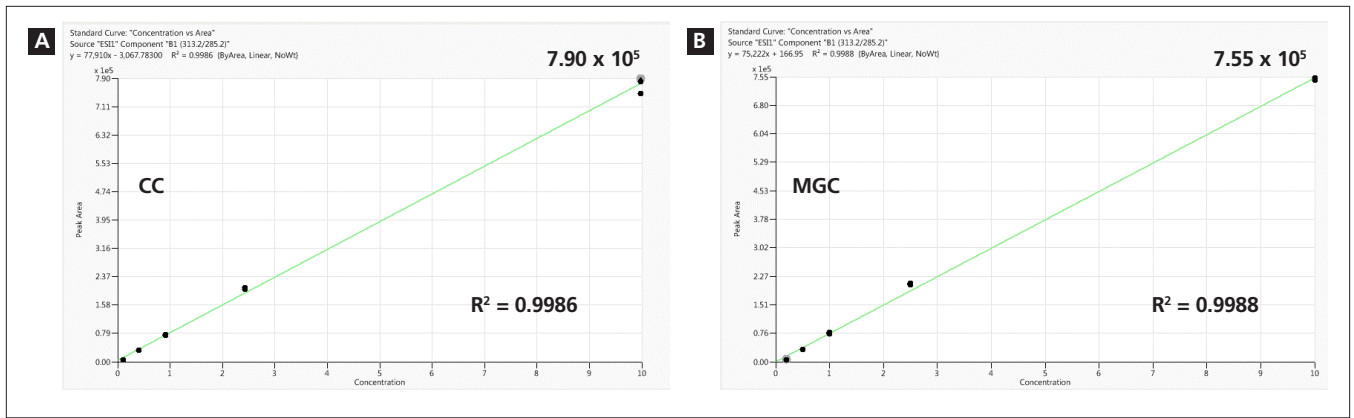 A
Standard Curve: "Concentration vs Area"
Source "ESI1" Component "B1 (313.2/285.2)"
y = 77,910x - 3,067.78300 R² = 0.9986 (ByArea, Linear, NoWt)
7.90 x 10⁵
x 1e5
7.90
7.11
6.32
5.53
4.74
3.95
3.16
2.37
1.58
0.79
0.00
Peak Area
CC
R² = 0.9986
0 1 2 3 4 5 6 7 8 9 10
Concentration
B
Standard Curve: "Concentration vs Area"
Source "ESI1" Component "B1 (313.2/285.2)"
y = 75,222x + 166.95 R² = 0.9988 (ByArea, Linear, NoWt)
7.55 x 10⁵
x 1e5
7.55
6.80
6.04
5.29
4.53
3.78
3.02
2.27
1.51
0.76
0.00
Peak Area
MGC
R² = 0.9988
0 1 2 3 4 5 6 7 8 9 10
Concentration